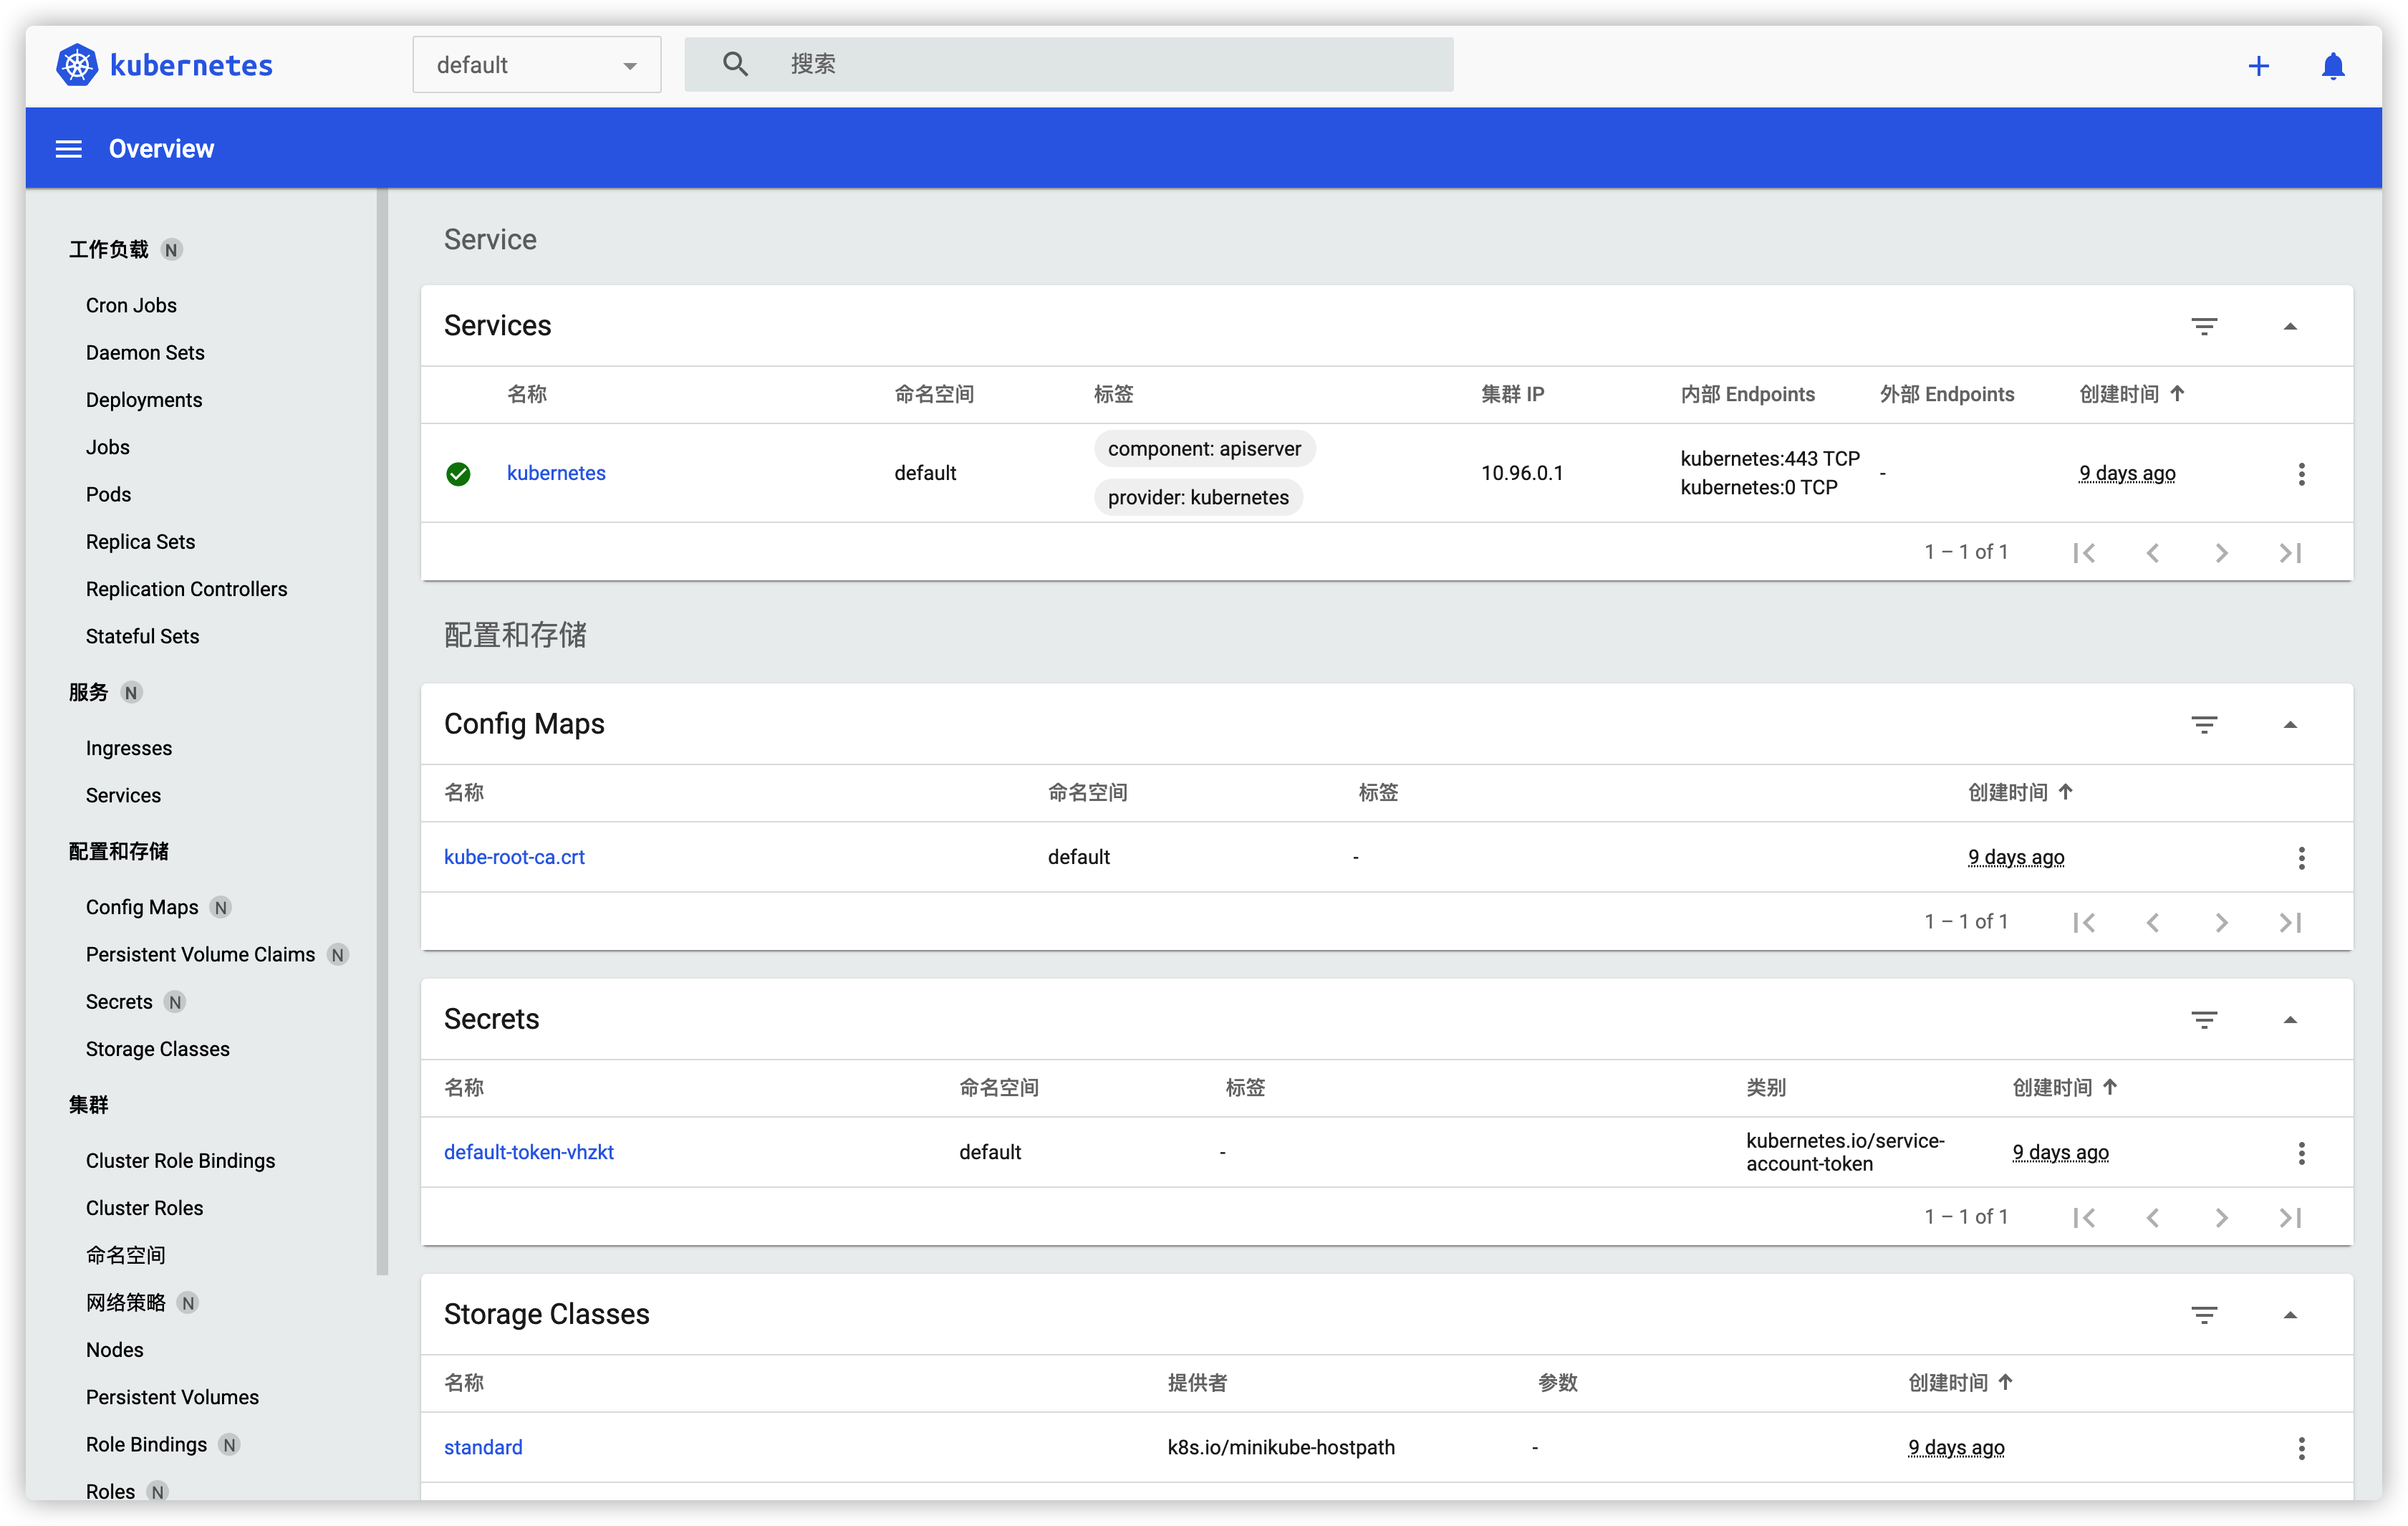 kubernetes
default
搜索
Overview
工作负载 N
Cron Jobs
Daemon Sets
Deployments
Jobs
Pods
Replica Sets
Replication Controllers
Stateful Sets
服务 N
Ingresses
Services
配置和存储
Config Maps N
Persistent Volume Claims N
Secrets N
Storage Classes
集群
Cluster Role Bindings
Cluster Roles
命名空间
网络策略 N
Nodes
Persistent Volumes
Role Bindings N
Roles N
Service
Services
名称 命名空间 标签 集群 IP 内部 Endpoints 外部 Endpoints 创建时间
component: apiserver
provider: kubernetes
kubernetes default 10.96.0.1
kubernetes:443 TCP
kubernetes:0 TCP
- 9 days ago
1 – 1 of 1
配置和存储
Config Maps
名称 命名空间 标签 创建时间
kube-root-ca.crt default - 9 days ago
1 – 1 of 1
Secrets
名称 命名空间 标签 类别 创建时间
default-token-vhzkt default -
kubernetes.io/service-
account-token
9 days ago
1 – 1 of 1
Storage Classes
名称 提供者 参数 创建时间
standard k8s.io/minikube-hostpath - 9 days ago